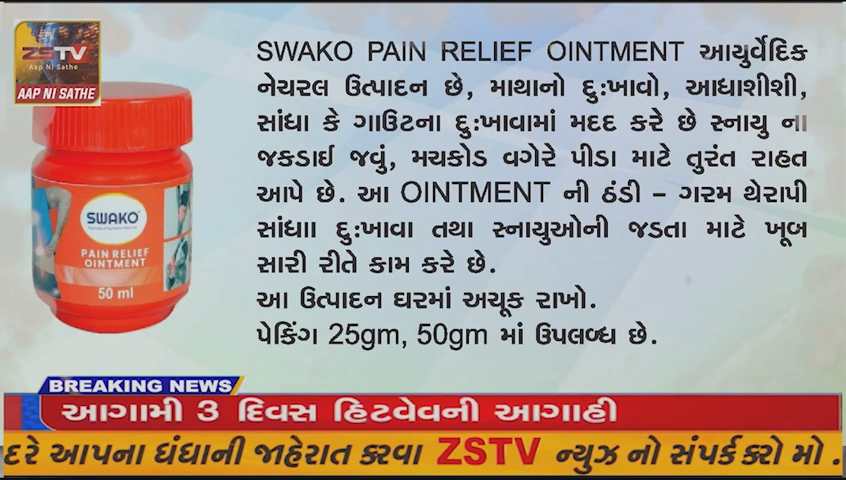 ZSTV
Aap Ni Sathe
AAP NI SATHE
SWAKO PAIN RELIEF OINTMENT આયુર્વેદિક
નેચરલ ઉત્પાદન છે, માથાનો દુઃખાવો, આધાશીશી,
સાંધા કે ગાઉટના દુઃખાવામાં મદદ કરે છે સ્નાયુ ના
જકડાઈ જવું, મચકોડ વગેરે પીડા માટે તુરંત રાહત
આપે છે. આ OINTMENT ની ઠંડી – ગરમ થેરાપી
સાંધાા દુઃખાવા તથા સ્નાયુઓની જડતા માટે ખૂબ
સારી રીતે કામ કરે છે.
આ ઉત્પાદન ઘરમાં અચૂક રાખો.
પેકિંગ 25gm, 50gm માં ઉપલબ્ધ છે.
SWAKO
PAIN RELIEF
OINTMENT
50 ml
BREAKING NEWS
આગામી 3 દિવસ હિટવેવની આગાહી
દરે આપના ધંધાની જાહેરાત કરવા ZSTV ન્યુઝ નો સંપર્ક કરો મો .